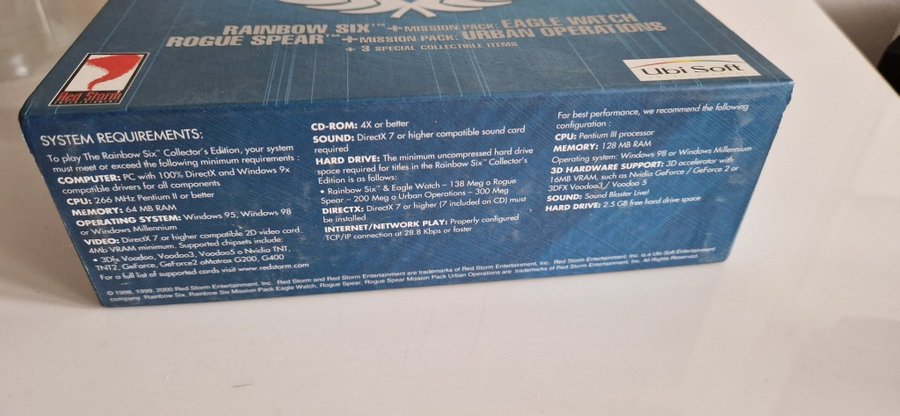 RAINBOW SIX™ + MISSION PACK: EAGLE WATCH
ROGUE SPEAR™ + MISSION PACK: URBAN OPERATIONS
+ 3 SPECIAL COLLECTIBLE ITEMS
Red Storm
Ubi Soft
SYSTEM REQUIREMENTS:
To play The Rainbow Six™ Collector's Edition, your system
must meet or exceed the following minimum requirements :
COMPUTER: PC with 100% DirectX and Windows 9x
compatible drivers for all components
CPU: 266 MHz Pentium II or better
MEMORY: 64 MB RAM
OPERATING SYSTEM: Windows 95, Windows 98
or Windows Millennium
VIDEO: DirectX 7 or higher compatible 2D video card
4Mb VRAM minimum. Supported chipsets include:
• 3Dfx Voodoo, Voodoo3, Voodoo5 o Nvidia TNT,
TNT2, GeForce, GeForce2 oMatrox G200, G400
For a full list of supported cards visit www.redstorm.com
CD-ROM: 4X or better
SOUND: DirectX 7 or higher compatible sound card
required
HARD DRIVE: The minimum uncompressed hard drive
space required for titles in the Rainbow Six™ Collector's
Edition is as follows:
• Rainbow Six™ & Eagle Watch – 138 Meg o Rogue
Spear – 200 Meg o Urban Operations – 300 Meg
DIRECTX: DirectX 7 or higher (7 included on CD) must
be installed
INTERNET/NETWORK PLAY: Properly configured
TCP/IP connection at 28.8 Kbps or faster
For best performance, we recommend the following
configuration :
CPU: Pentium III processor
MEMORY: 128 MB RAM
Operating system: Windows 98 or Windows Millennium
3D HARDWARE SUPPORT: 3D accelerator with
16MB VRAM, such as Nvidia GeForce / GeForce 2 or
3DFX Voodoo3 / Voodoo 5
SOUND: Sound Blaster Live!
HARD DRIVE: 2.5 GB free hard drive space
© 1998, 1999, 2000 Red Storm Entertainment, Inc. Red Storm and Red Storm Entertainment are trademarks of Red Storm Entertainment, Inc. Red Storm Entertainment, Inc. is a Ubi Soft Entertainment
company. Rainbow Six, Rainbow Six Mission Pack Eagle Watch, Rogue Spear, Rogue Spear Mission Pack Urban Operations are trademarks of Red Storm Entertainment, Inc. All Rights Reserved.